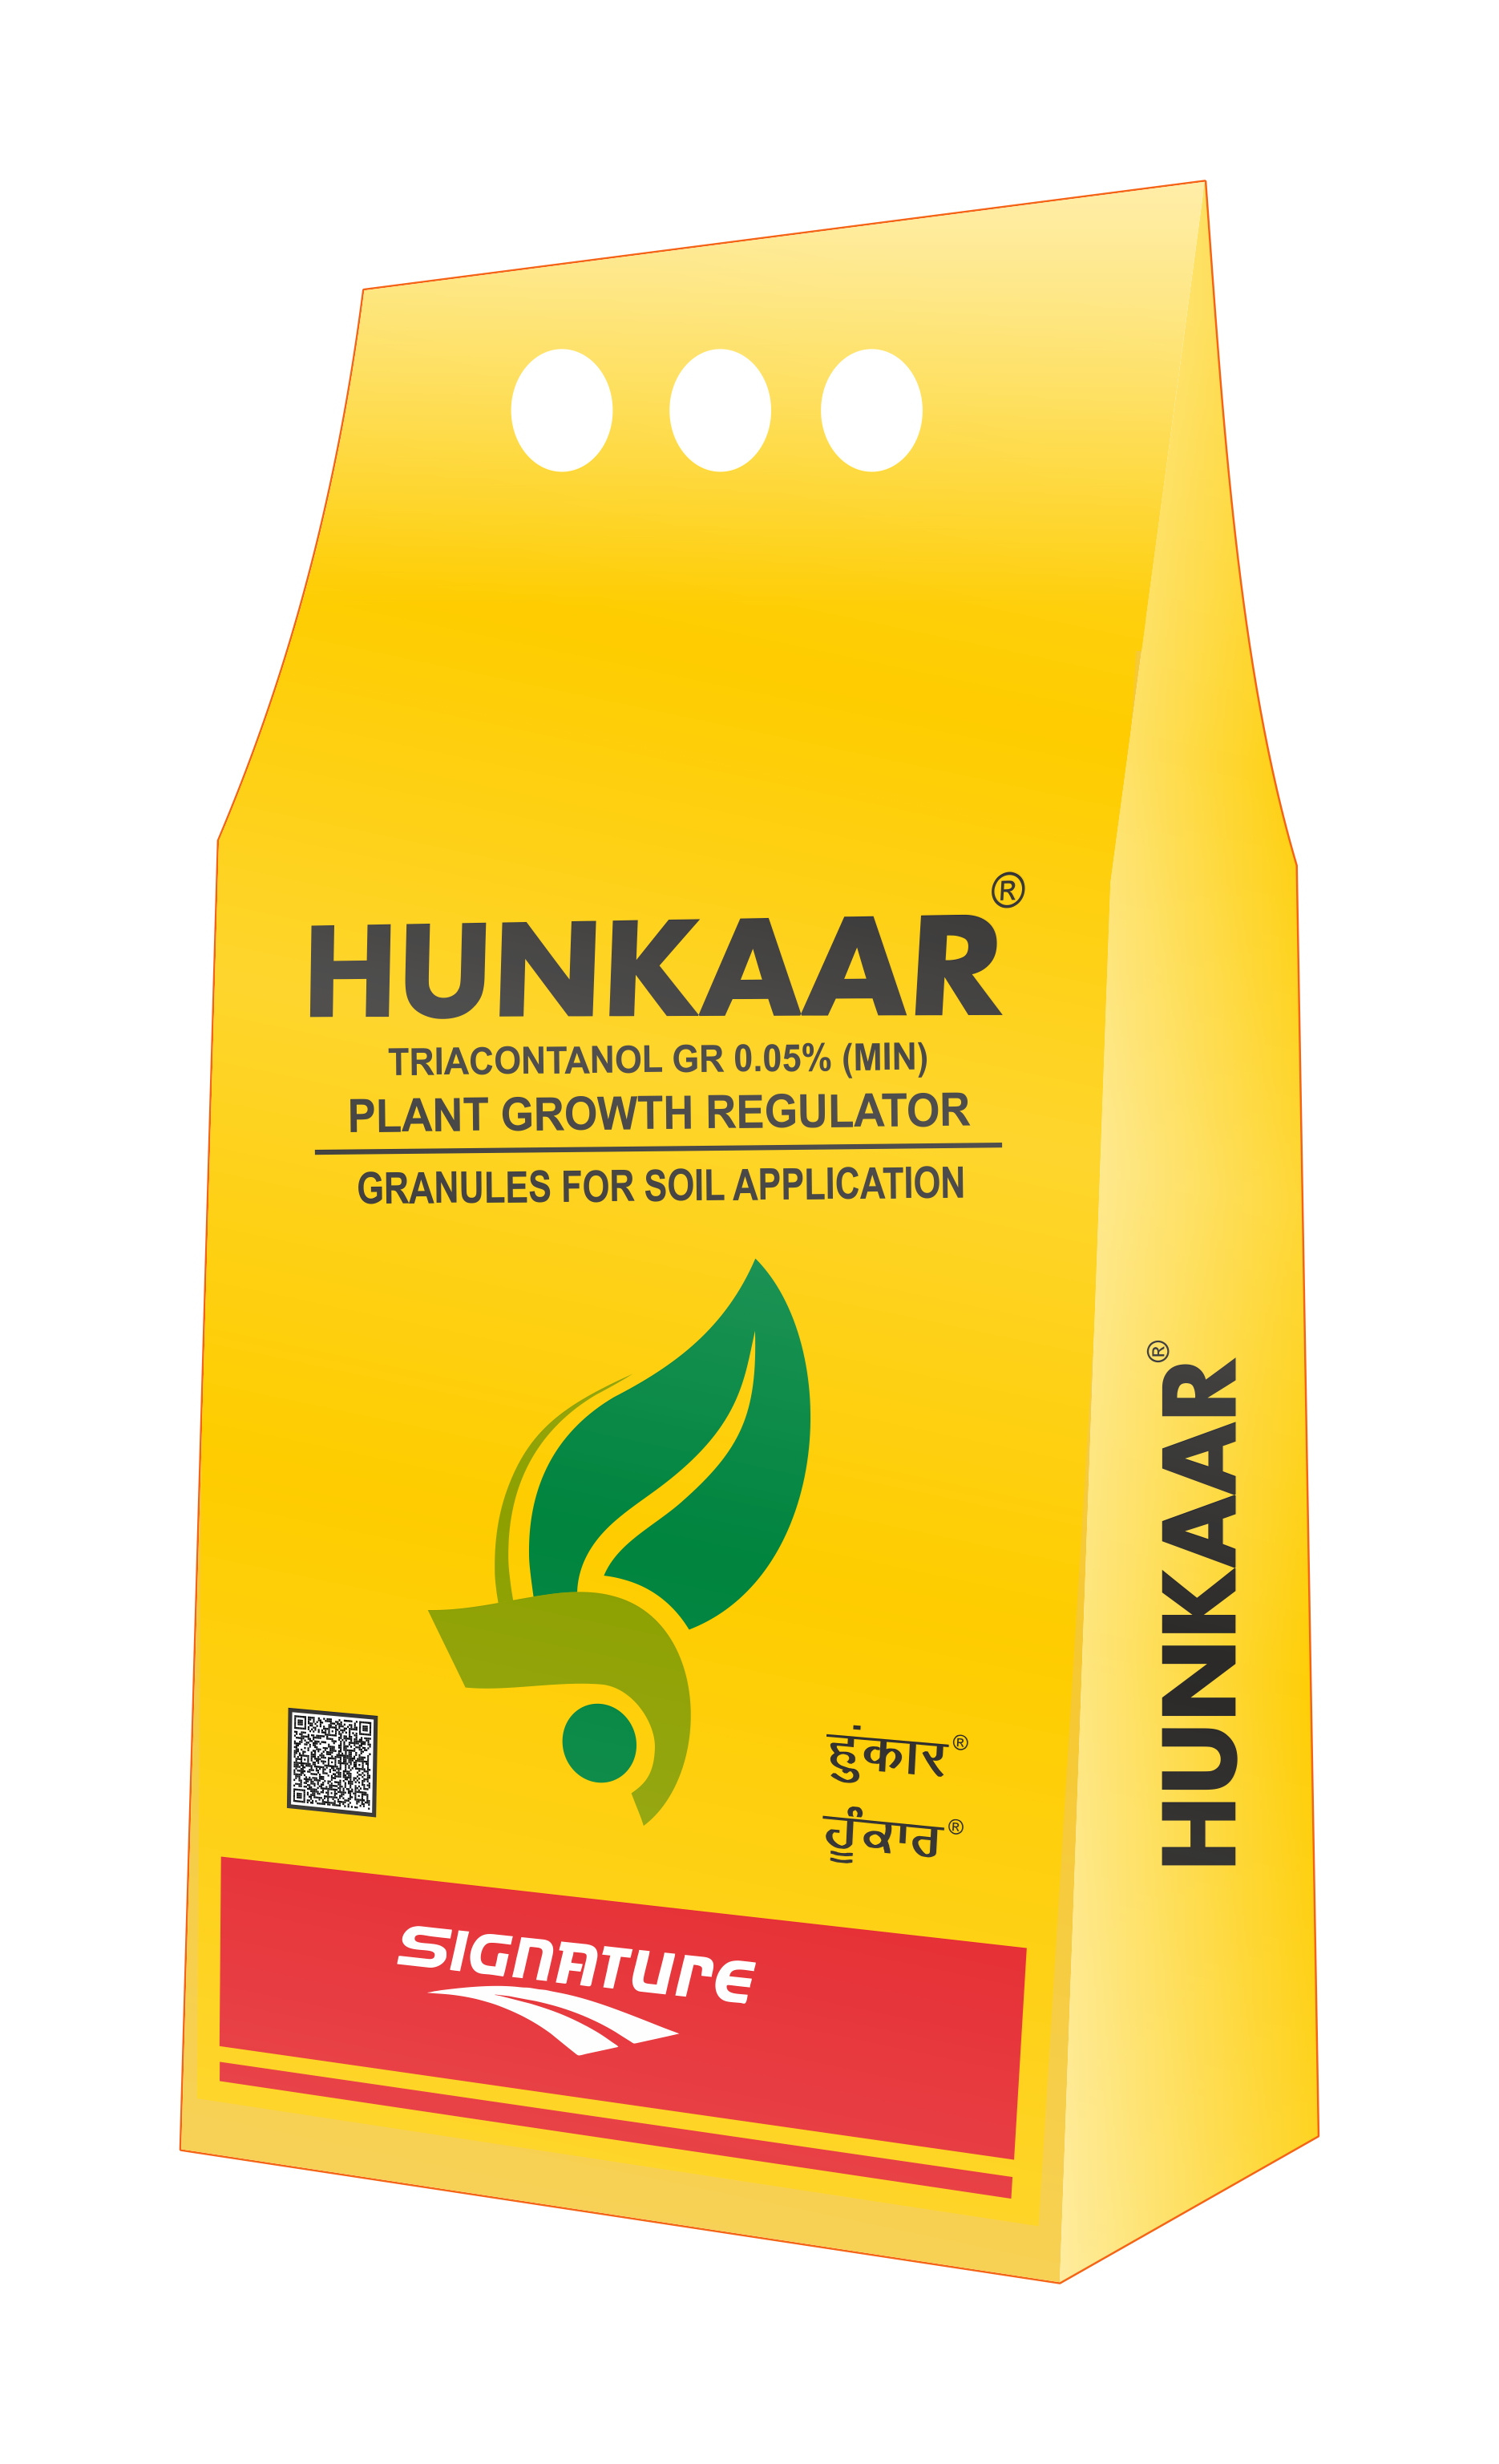 HUNKAAR®
TRIACONTANOL GR 0.05% (MIN)
PLANT GROWTH REGULATOR
GRANULES FOR SOIL APPLICATION
हुंकार®
ਹੂੰਕਾਰ®
SIGNATURE
HUNKAAR®